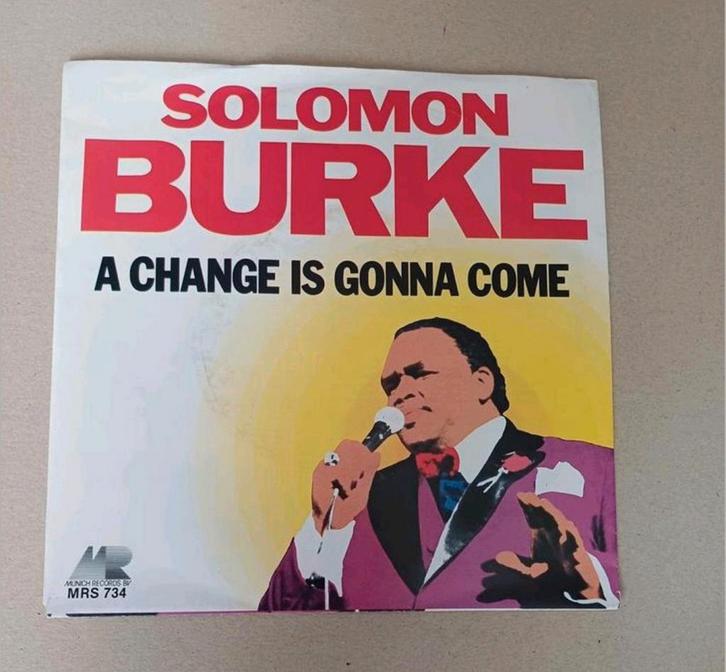 SOLOMON
BURKE
A CHANGE IS GONNA COME
MR
MUNICH RECORDS BV
MRS 734